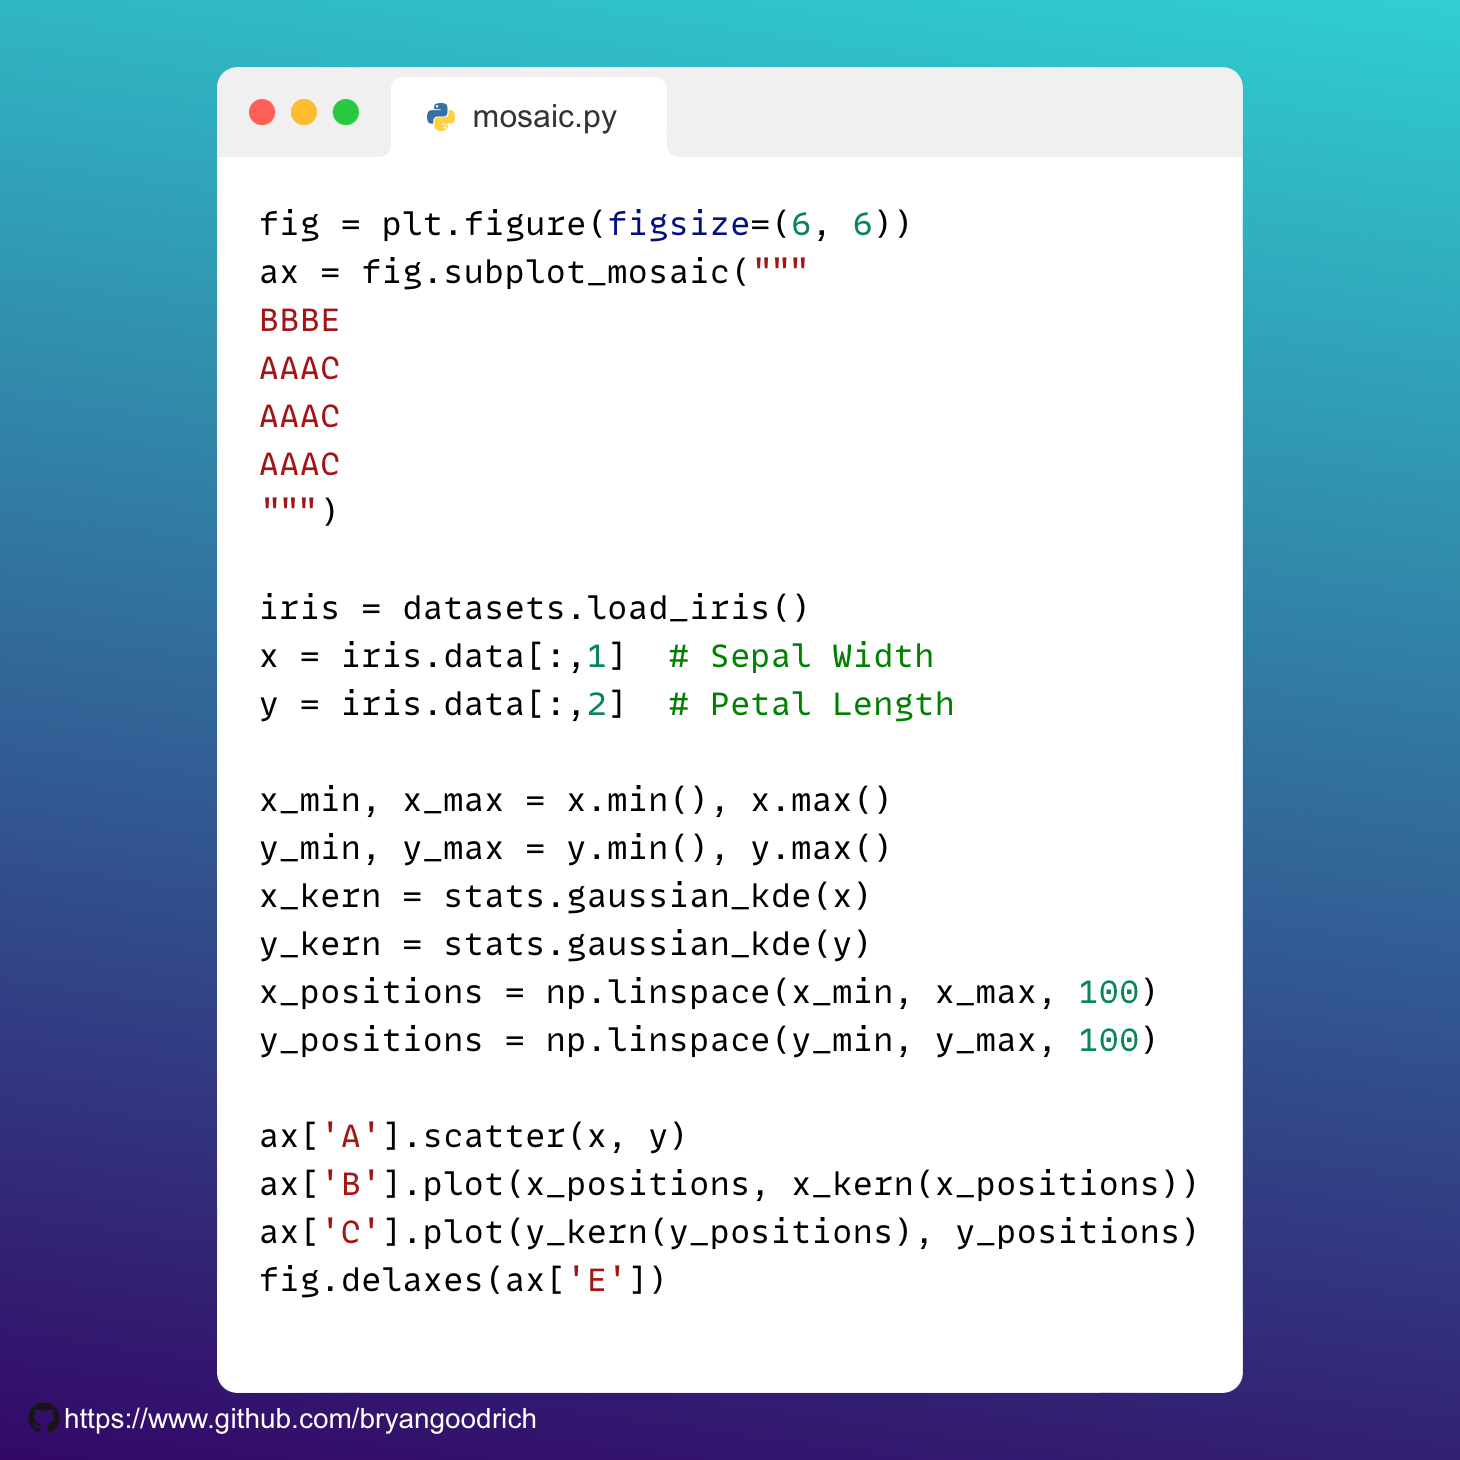 mosaic.py
fig = plt.figure(figsize=(6, 6))
ax = fig.subplot_mosaic("""
BBBE
AAAC
AAAC
AAAC
""")
iris = datasets.load_iris()
x = iris.data[:,1]  # Sepal Width
y = iris.data[:,2]  # Petal Length
x_min, x_max = x.min(), x.max()
y_min, y_max = y.min(), y.max()
x_kern = stats.gaussian_kde(x)
y_kern = stats.gaussian_kde(y)
x_positions = np.linspace(x_min, x_max, 100)
y_positions = np.linspace(y_min, y_max, 100)
ax['A'].scatter(x, y)
ax['B'].plot(x_positions, x_kern(x_positions))
ax['C'].plot(y_kern(y_positions), y_positions)
fig.delaxes(ax['E'])
https://www.github.com/bryangoodrich